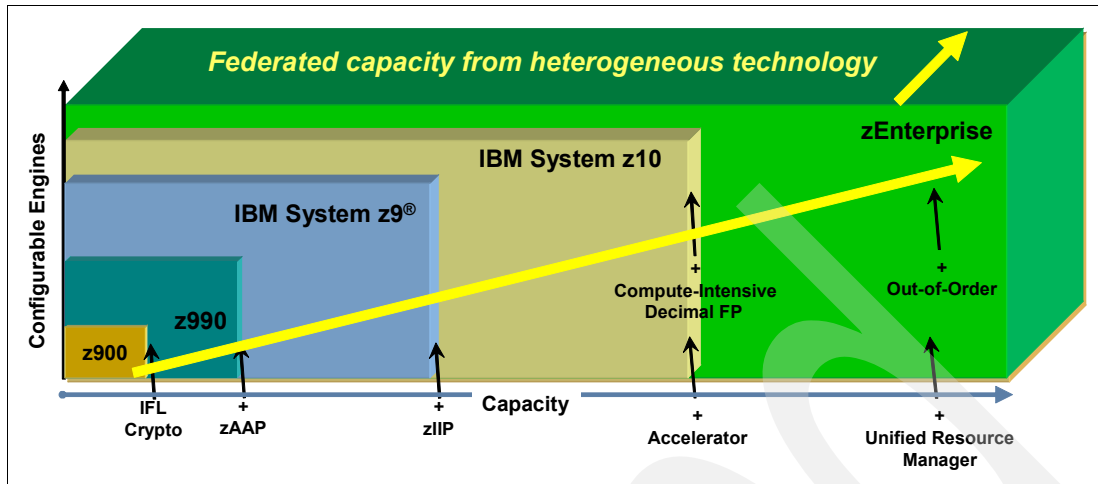 Federated capacity from heterogeneous technology
zEnterprise
IBM System z10
IBM System z9®
z990
z900
Configurable Engines
+
Compute-Intensive
Decimal FP
+
Out-of-Order
Capacity
IFL
Crypto
+
zAAP
+
zIIP
+
Accelerator
+
Unified Resource
Manager